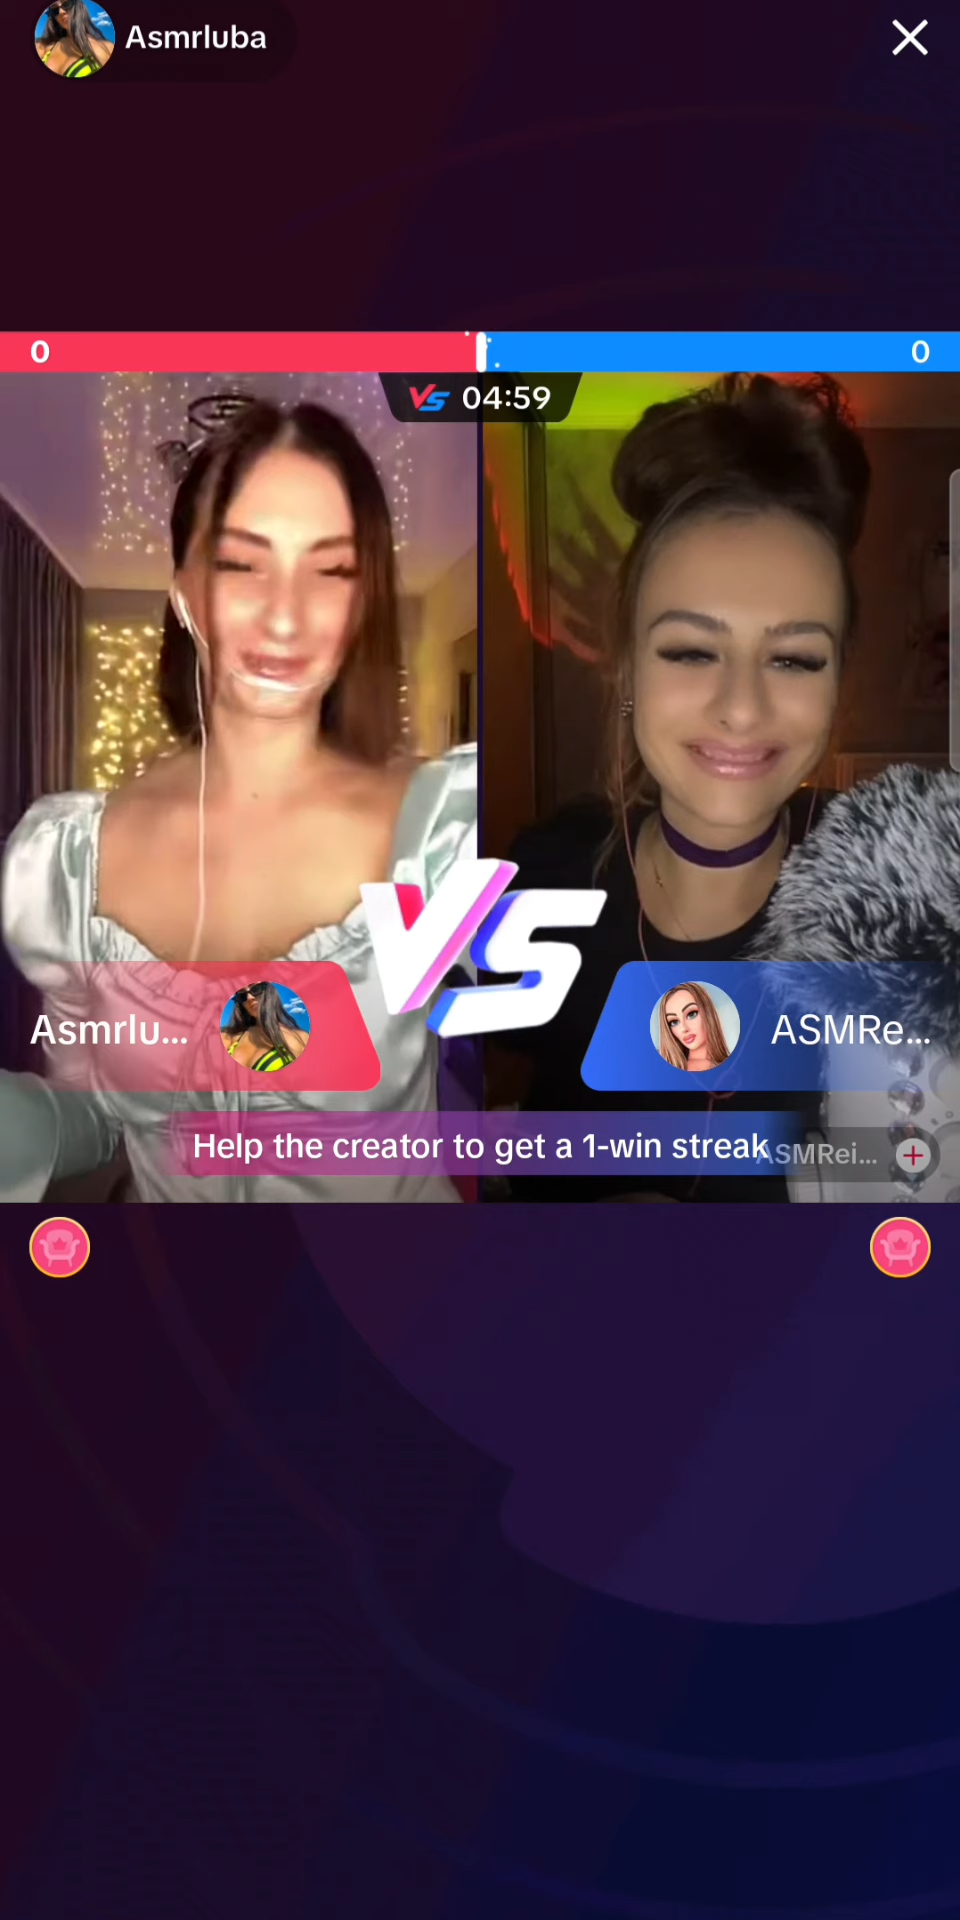 Asmrluba
0
0
VS 04:59
VS
Asmrlu...
ASMRe...
Help the creator to get a 1-win streak
ASMRei...